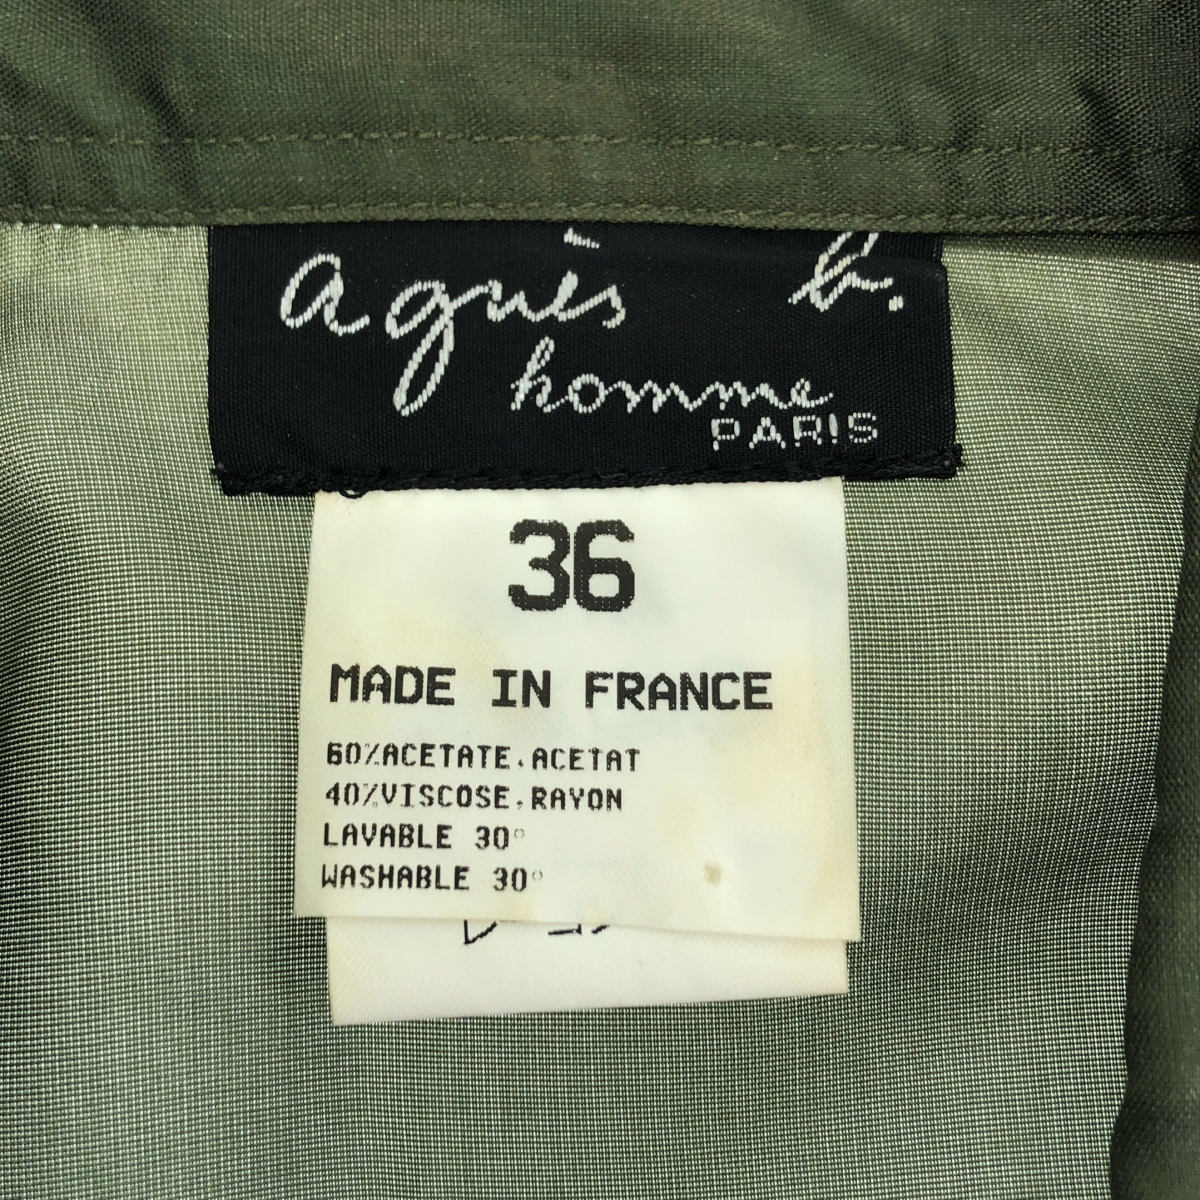 agnès b.
homme
PARIS
36
MADE IN FRANCE
60%ACETATE.ACETAT
40%VISCOSE.RAYON
LAVABLE 30°
WASHABLE 30°